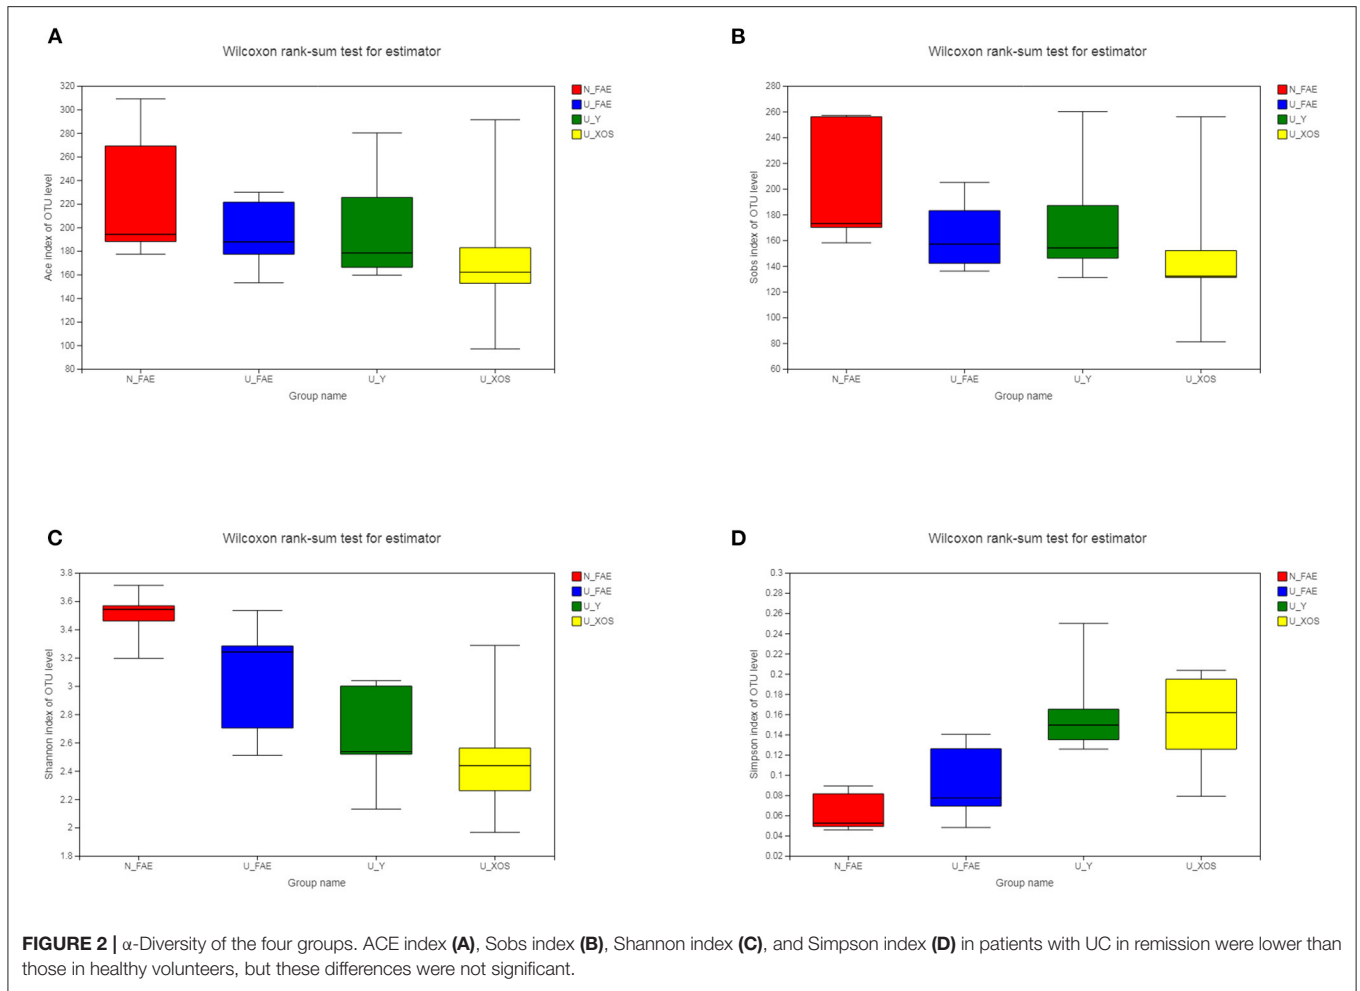 A
Wilcoxon rank-sum test for estimator
320
300
280
260
240
220
200
180
160
140
120
100
80
Ace index of OTU level
N_FAE
U_FAE
U_Y
U_XOS
Group name
N_FAE
U_FAE
U_Y
U_XOS
B
Wilcoxon rank-sum test for estimator
280
260
240
220
200
180
160
140
120
100
80
60
Sobs index of OTU level
N_FAE
U_FAE
U_Y
U_XOS
Group name
N_FAE
U_FAE
U_Y
U_XOS
C
Wilcoxon rank-sum test for estimator
3.8
3.6
3.4
3.2
3
2.8
2.6
2.4
2.2
2
1.8
Shannon index of OTU level
N_FAE
U_FAE
U_Y
U_XOS
Group name
N_FAE
U_FAE
U_Y
U_XOS
D
Wilcoxon rank-sum test for estimator
0.3
0.28
0.26
0.24
0.22
0.2
0.18
0.16
0.14
0.12
0.1
0.08
0.06
0.04
0.02
Simpson index of OTU level
N_FAE
U_FAE
U_Y
U_XOS
Group name
N_FAE
U_FAE
U_Y
U_XOS
FIGURE 2 | α-Diversity of the four groups. ACE index (A), Sobs index (B), Shannon index (C), and Simpson index (D) in patients with UC in remission were lower than
those in healthy volunteers, but these differences were not significant.